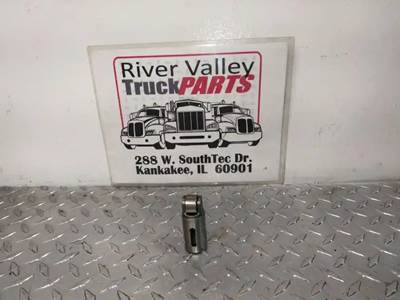 River Valley
TruckPARTS
288 W. SouthTec Dr.
Kankakee, IL 60901